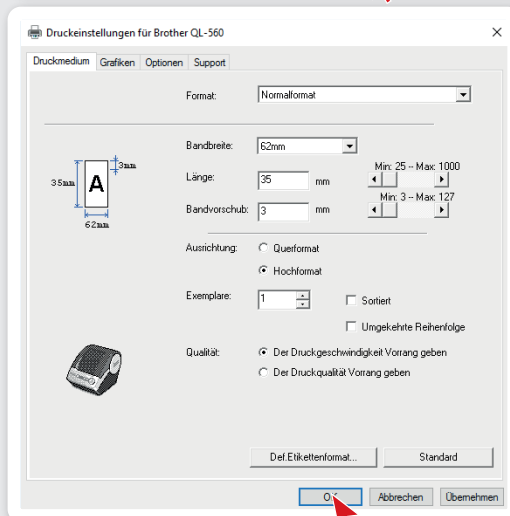 Druckeinstellungen für Brother QL-560
Druckmedium Grafiken Optionen Support
Format: Normalformat
Bandbreite: 62mm
Länge: 35 mm Min: 25 -- Max: 1000
Bandvorschub: 3 mm Min: 3 -- Max: 127
3mm
35mm
A
62mm
Ausrichtung: Querformat
Hochformat
Exemplare: 1 Sortiert
Umgekehrte Reihenfolge
Qualität: Der Druckgeschwindigkeit Vorrang geben
Der Druckqualität Vorrang geben
Def.Etikettenformat... Standard
OK Abbrechen Übernehmen